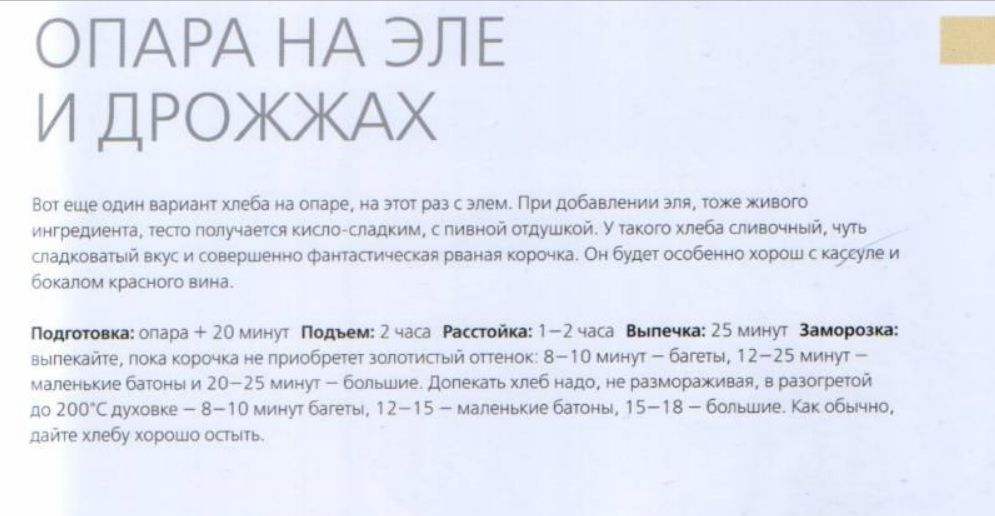 ОПАРА НА ЭЛЕ
И ДРОЖЖАХ
Вот еще один вариант хлеба на опаре, на этот раз с элем. При добавлении эля, тоже живого
ингредиента, тесто получается кисло-сладким, с пивной отдушкой. У такого хлеба сливочный, чуть
сладковатый вкус и совершенно фантастическая рваная корочка. Он будет особенно хорош с кассуле и
бокалом красного вина.
Подготовка: опара + 20 минут Подъем: 2 часа Расстойка: 1–2 часа Выпечка: 25 минут Заморозка:
выпекайте, пока корочка не приобретет золотистый оттенок: 8–10 минут – багеты, 12–25 минут –
маленькие батоны и 20–25 минут – большие. Допекать хлеб надо, не размораживая, в разогретой
до 200°C духовке – 8–10 минут багеты, 12–15 – маленькие батоны, 15–18 – большие. Как обычно,
дайте хлебу хорошо остыть.